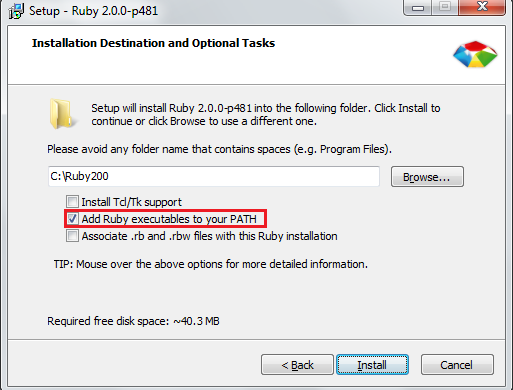 Setup - Ruby 2.0.0-p481
Installation Destination and Optional Tasks
Setup will install Ruby 2.0.0-p481 into the following folder. Click Install to
continue or click Browse to use a different one.
Please avoid any folder name that contains spaces (e.g. Program Files).
C:\Ruby200
Browse...
Install Tcl/Tk support
Add Ruby executables to your PATH
Associate .rb and .rbw files with this Ruby installation
TIP: Mouse over the above options for more detailed information.
Required free disk space: ~40.3 MB
< Back
Install
Cancel